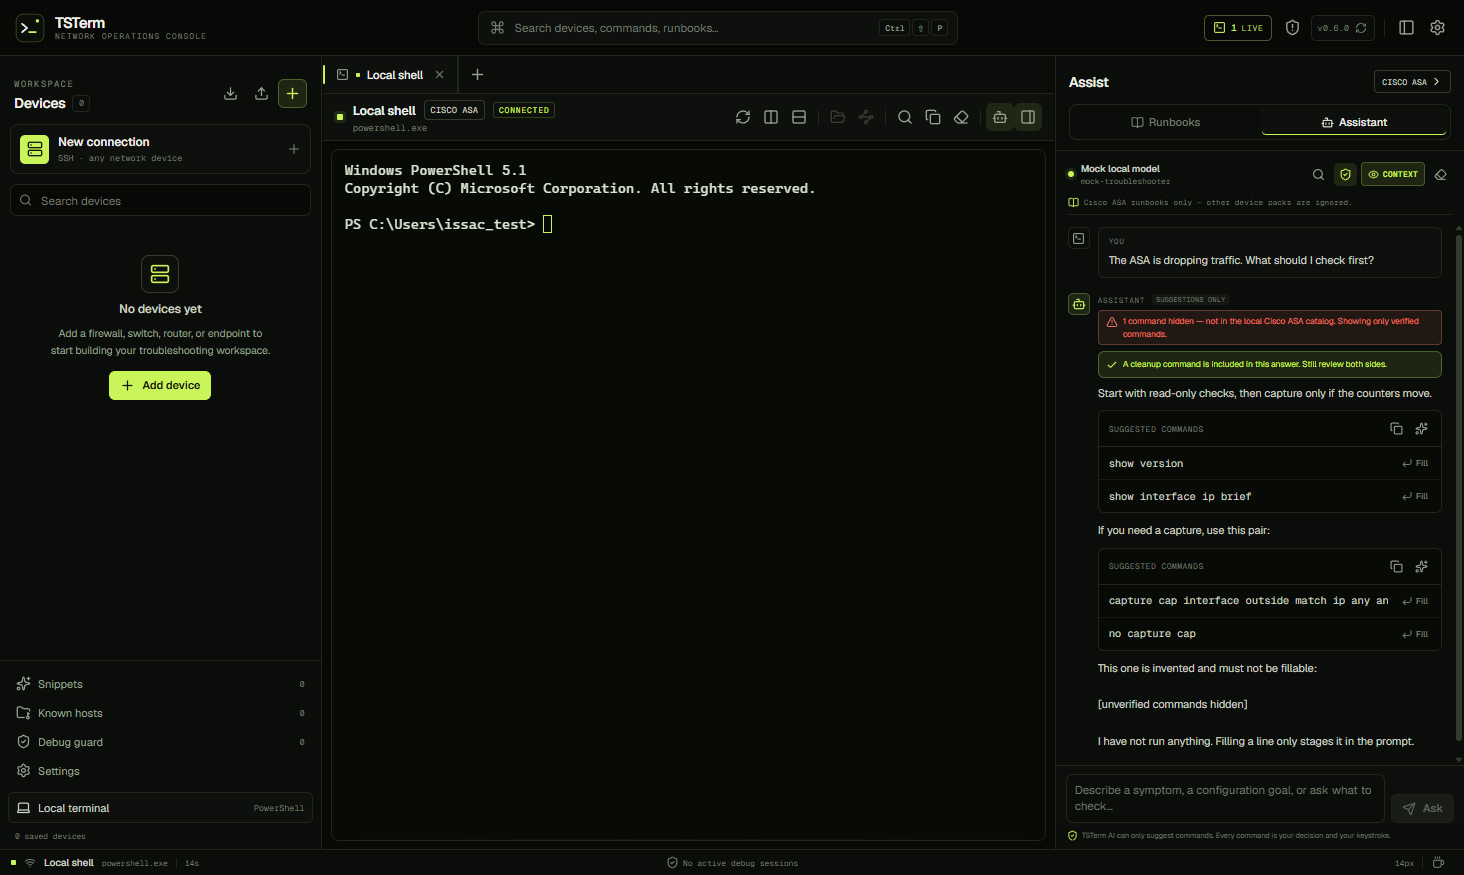 TSTerm
NETWORK OPERATIONS CONSOLE
Search devices, commands, runbooks...
Ctrl ⇧ P
1 LIVE
v0.6.0
WORKSPACE
Devices 0
New connection
SSH · any network device
Search devices
No devices yet
Add a firewall, switch, router, or endpoint to
start building your troubleshooting workspace.
Add device
Snippets 0
Known hosts 0
Debug guard 0
Settings
Local terminal PowerShell
0 saved devices
Local shell
Local shell CISCO ASA CONNECTED
powershell.exe
Windows PowerShell 5.1
Copyright (C) Microsoft Corporation. All rights reserved.
PS C:\Users\issac_test>
Assist
CISCO ASA
Runbooks
Assistant
Mock local model
mock-troubleshooter
CONTEXT
Cisco ASA runbooks only — other device packs are ignored.
YOU
The ASA is dropping traffic. What should I check first?
ASSISTANT SUGGESTIONS ONLY
1 command hidden — not in the local Cisco ASA catalog. Showing only verified
commands.
A cleanup command is included in this answer. Still review both sides.
Start with read-only checks, then capture only if the counters move.
SUGGESTED COMMANDS
show version Fill
show interface ip brief Fill
If you need a capture, use this pair:
SUGGESTED COMMANDS
capture cap interface outside match ip any an Fill
no capture cap Fill
This one is invented and must not be fillable:
[unverified commands hidden]
I have not run anything. Filling a line only stages it in the prompt.
Describe a symptom, a configuration goal, or ask what to
check...
Ask
TSTerm AI can only suggest commands. Every command is your decision and your keystroke.
Local shell powershell.exe 14s
No active debug sessions
14px